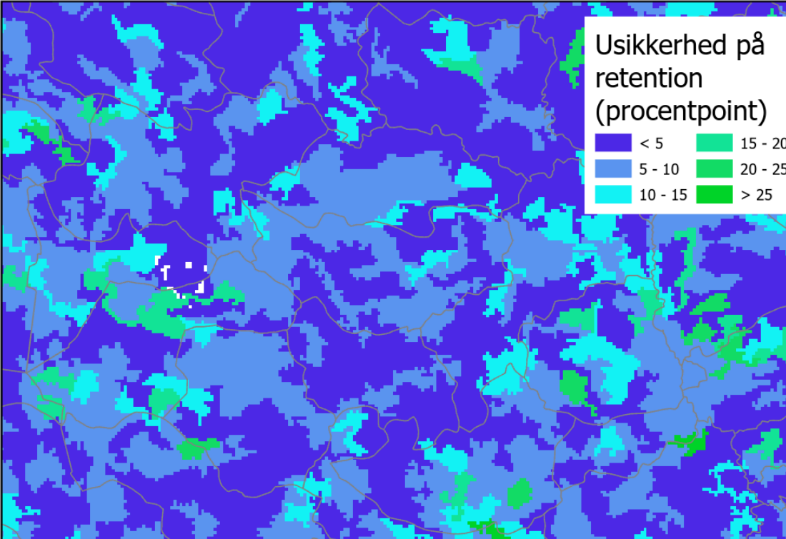 Usikkerhed på
retention
(procentpoint)
< 5
15 - 20
5 - 10
20 - 25
10 - 15
> 25